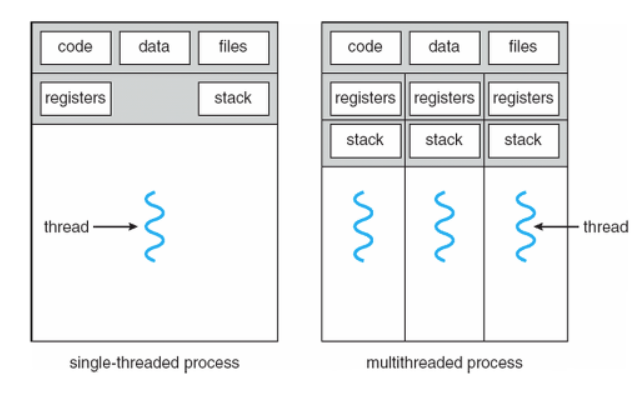 code data files code data files
registers stack registers registers registers
stack stack stack
thread thread
single-threaded process multithreaded process